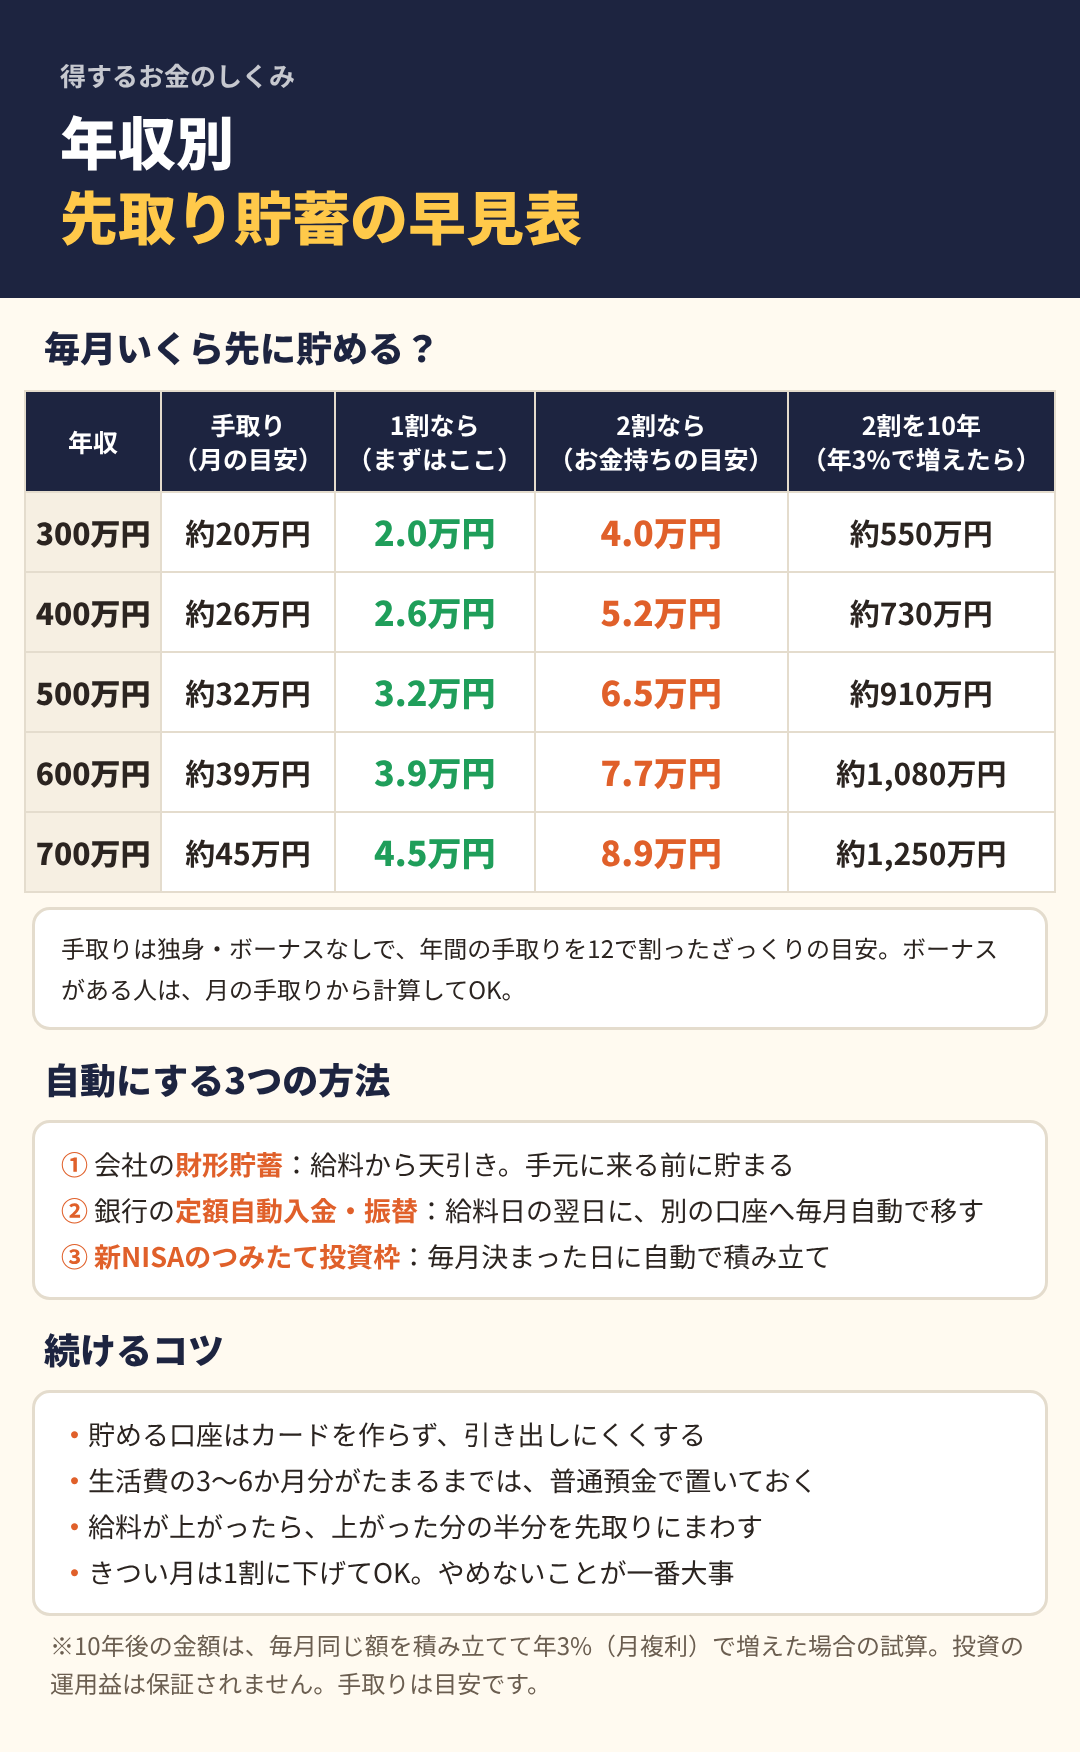 得するお金のしくみ
年収別
先取り貯蓄の早見表
毎月いくら先に貯める？
年収 手取り（月の目安） 1割なら（まずはここ） 2割なら（お金持ちの目安） 2割を10年（年3%で増えたら）
300万円 約20万円 2.0万円 4.0万円 約550万円
400万円 約26万円 2.6万円 5.2万円 約730万円
500万円 約32万円 3.2万円 6.5万円 約910万円
600万円 約39万円 3.9万円 7.7万円 約1,080万円
700万円 約45万円 4.5万円 8.9万円 約1,250万円
手取りは独身・ボーナスなしで、年間の手取りを12で割ったざっくりの目安。ボーナス
がある人は、月の手取りから計算してOK。
自動にする3つの方法
① 会社の財形貯蓄：給料から天引き。手元に来る前に貯まる
② 銀行の定額自動入金・振替：給料日の翌日に、別の口座へ毎月自動で移す
③ 新NISAのつみたて投資枠：毎月決まった日に自動で積み立て
続けるコツ
・貯める口座はカードを作らず、引き出しにくくする
・生活費の3〜6か月分がたまるまでは、普通預金で置いておく
・給料が上がったら、上がった分の半分を先取りにまわす
・きつい月は1割に下げてOK。やめないことが一番大事
※10年後の金額は、毎月同じ額を積み立てて年3%（月複利）で増えた場合の試算。投資の
運用益は保証されません。手取りは目安です。